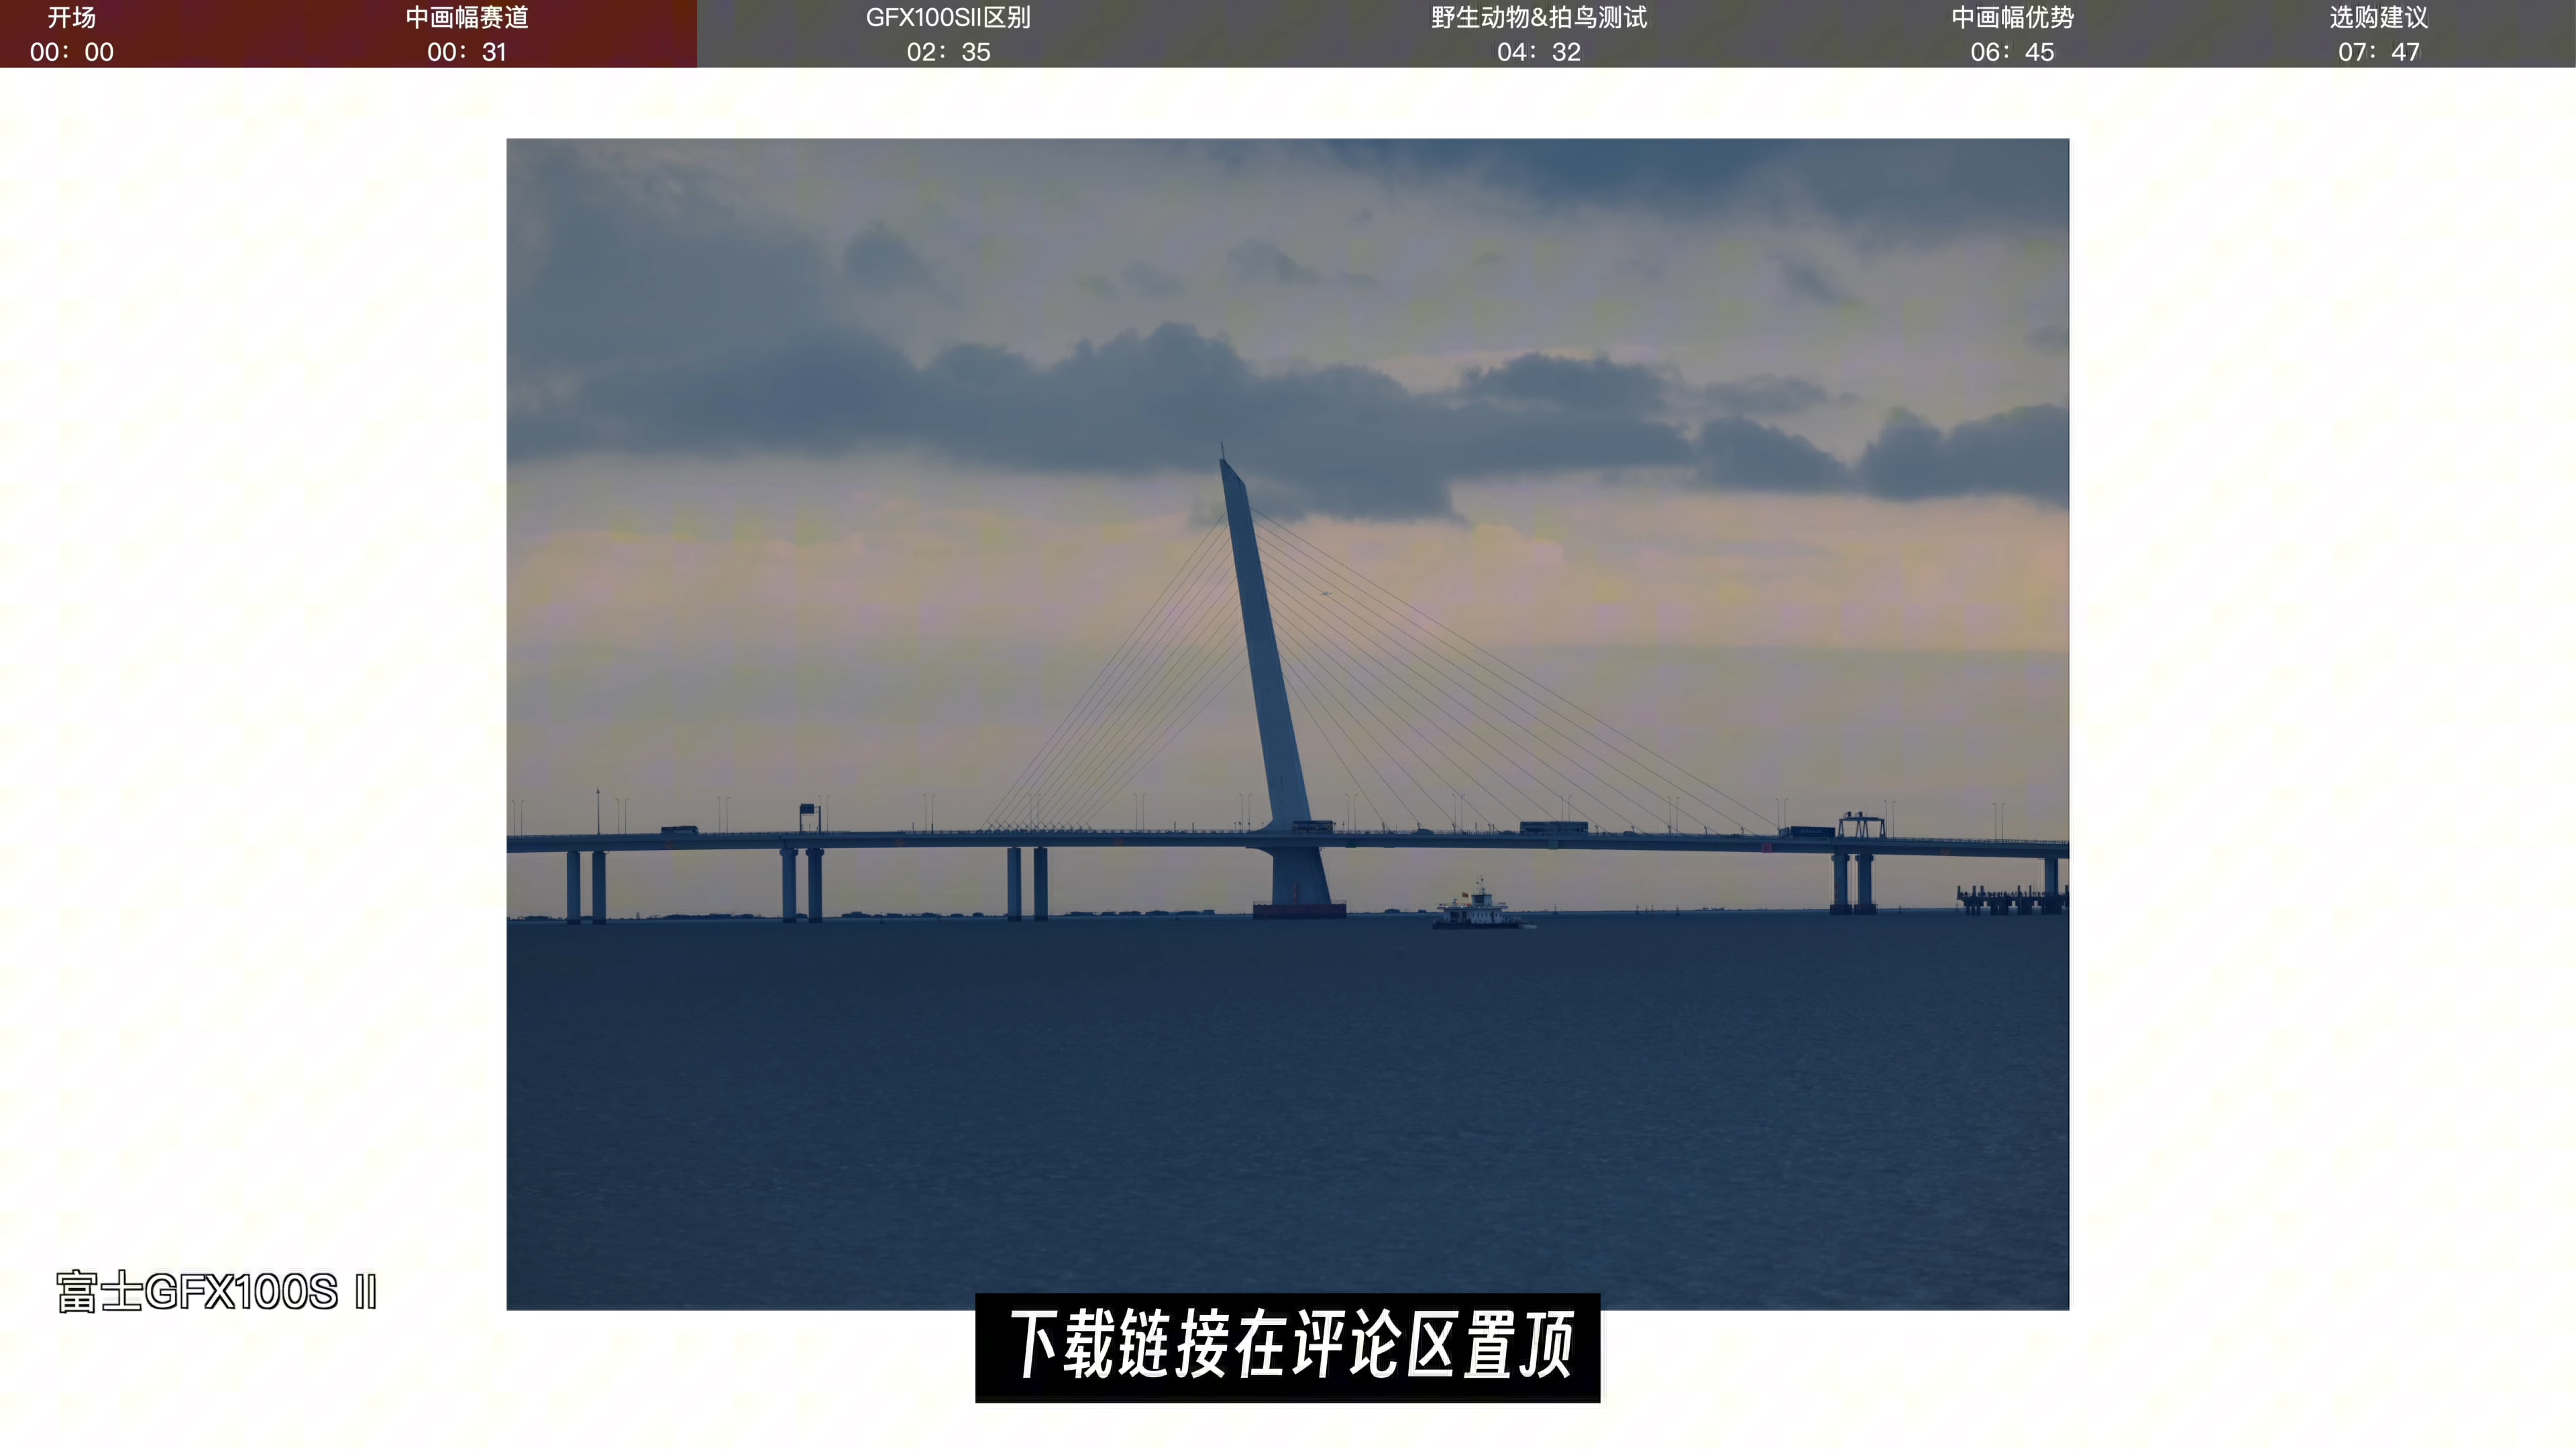 开场
00：00
中画幅赛道
00：31
GFX100SII区别
02：35
野生动物&拍鸟测试
04：32
中画幅优势
06：45
选购建议
07：47
富士GFX100S II
下载链接在评论区置顶